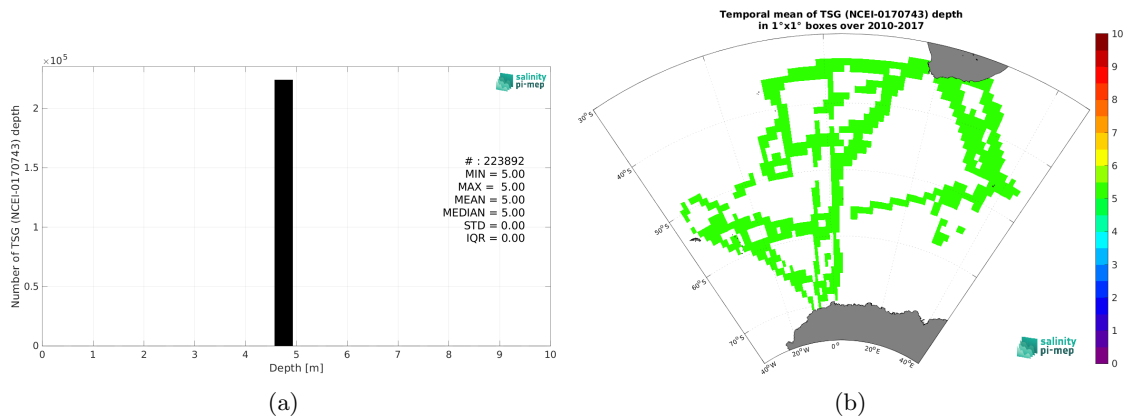 ×10⁵
2
1.5
1
0.5
0
0 1 2 3 4 5 6 7 8 9 10
Number of TSG (NCEI-0170743) depth
Depth [m]
salinity
pi-mep
# : 223892
MIN = 5.00
MAX = 5.00
MEAN = 5.00
MEDIAN = 5.00
STD = 0.00
IQR = 0.00
(a)
Temporal mean of TSG (NCEI-0170743) depth
in 1°x1° boxes over 2010-2017
30°S
40°S
50°S
60°S
70°S
40°W
20°W
0°
20°E
40°E
10
9
8
7
6
5
4
3
2
1
0
salinity
pi-mep
(b)